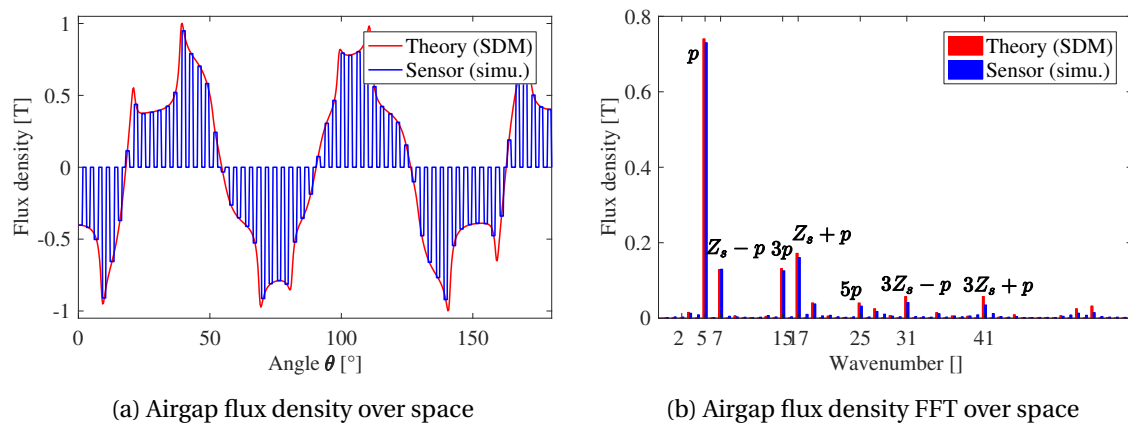 1
0.5
0
-0.5
-1
Flux density [T]
Theory (SDM)
Sensor (simu.)
0 50 100 150
Angle θ [°]
(a) Airgap flux density over space
0.8
0.6
0.4
0.2
0
Flux density [T]
Theory (SDM)
Sensor (simu.)
p
Z_s − p 3p Z_s + p
5p 3Z_s − p 3Z_s + p
2 5 7 15 17 25 31 41
Wavenumber []
(b) Airgap flux density FFT over space